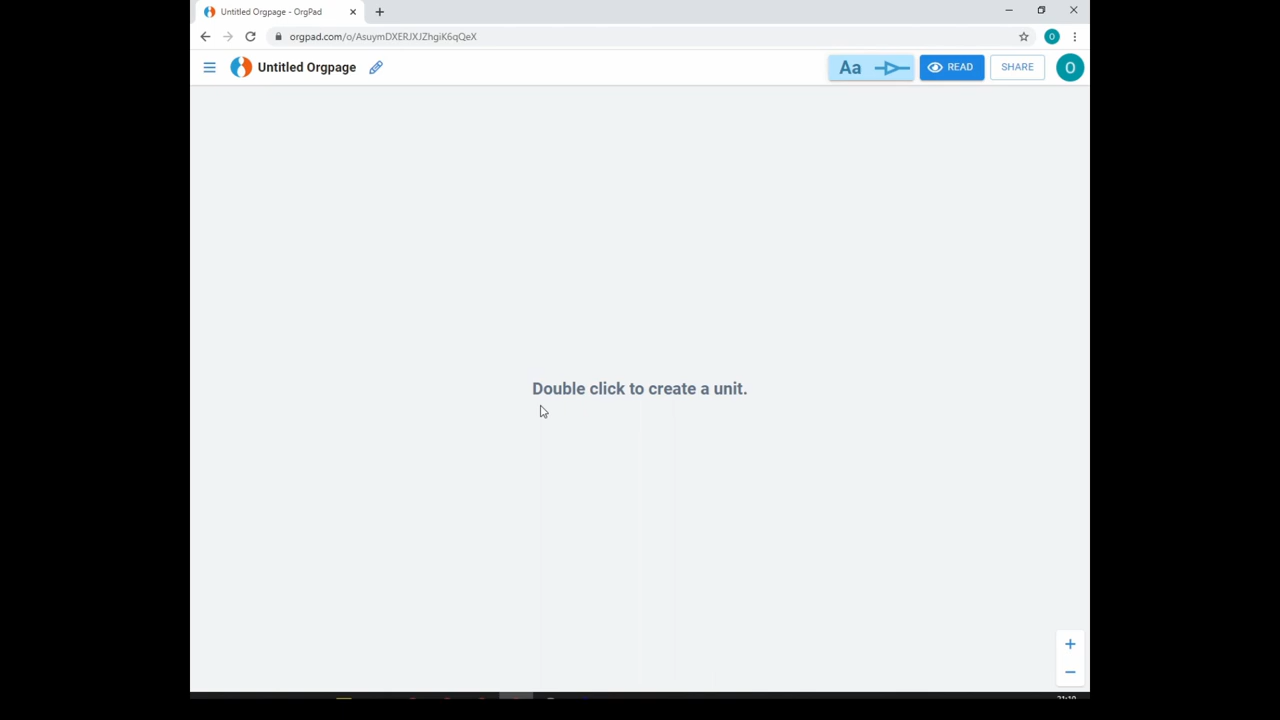 Untitled Orgpage - OrgPad
orgpad.com/o/AsuymDXERJXJZhgiK6qQeX
O
Untitled Orgpage
Aa
READ
SHARE
O
Double click to create a unit.
+
−